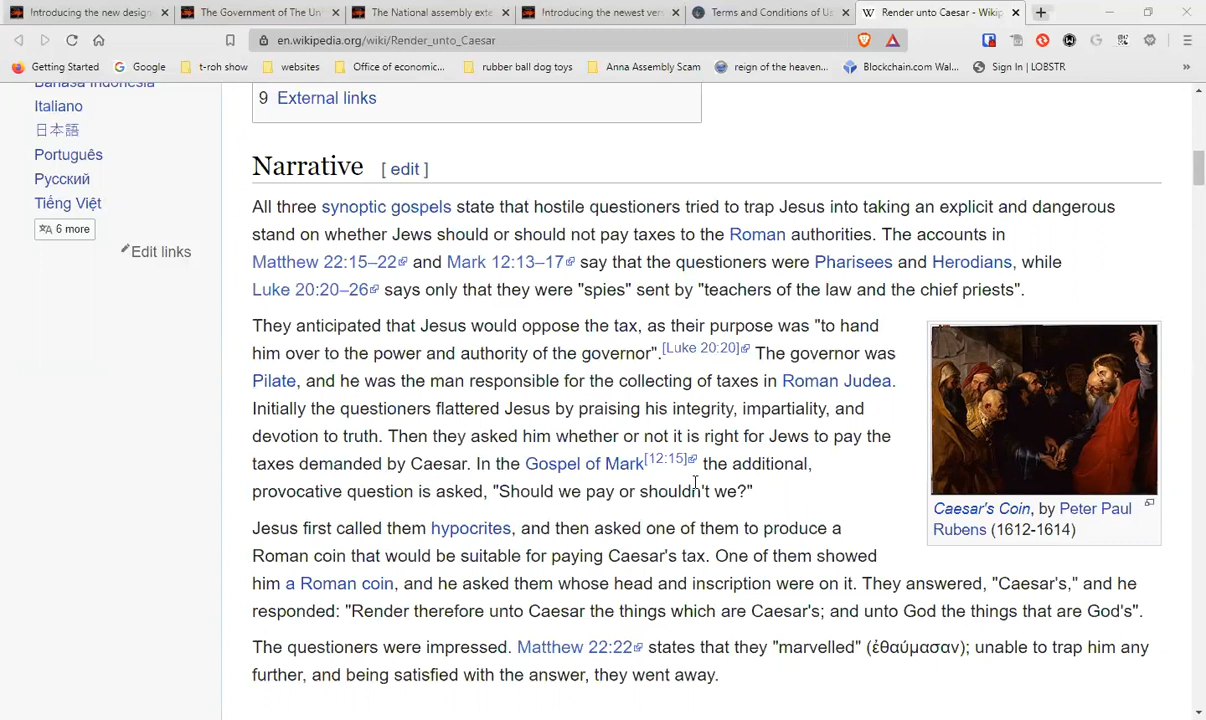 Introducing the new design
The Government of The Un
The National assembly exte
Introducing the newest ver
Terms and Conditions of Us
Render unto Caesar - Wikip
en.wikipedia.org/wiki/Render_unto_Caesar
Getting Started
Google
t-roh show
websites
Office of economic...
rubber ball dog toys
Anna Assembly Scam
reign of the heaven...
Blockchain.com Wal...
Sign In | LOBSTR
Bahasa Indonesia
Italiano
日本語
Português
Русский
Tiếng Việt
6 more
Edit links
9 External links
Narrative [ edit ]
All three synoptic gospels state that hostile questioners tried to trap Jesus into taking an explicit and dangerous
stand on whether Jews should or should not pay taxes to the Roman authorities. The accounts in
Matthew 22:15–22 and Mark 12:13–17 say that the questioners were Pharisees and Herodians, while
Luke 20:20–26 says only that they were "spies" sent by "teachers of the law and the chief priests".
They anticipated that Jesus would oppose the tax, as their purpose was "to hand
him over to the power and authority of the governor".[Luke 20:20] The governor was
Pilate, and he was the man responsible for the collecting of taxes in Roman Judea.
Initially the questioners flattered Jesus by praising his integrity, impartiality, and
devotion to truth. Then they asked him whether or not it is right for Jews to pay the
taxes demanded by Caesar. In the Gospel of Mark[12:15] the additional,
provocative question is asked, "Should we pay or shouldn't we?"
Caesar's Coin, by Peter Paul
Rubens (1612-1614)
Jesus first called them hypocrites, and then asked one of them to produce a
Roman coin that would be suitable for paying Caesar's tax. One of them showed
him a Roman coin, and he asked them whose head and inscription were on it. They answered, "Caesar's," and he
responded: "Render therefore unto Caesar the things which are Caesar's; and unto God the things that are God's".
The questioners were impressed. Matthew 22:22 states that they "marvelled" (ἐθαύμασαν); unable to trap him any
further, and being satisfied with the answer, they went away.